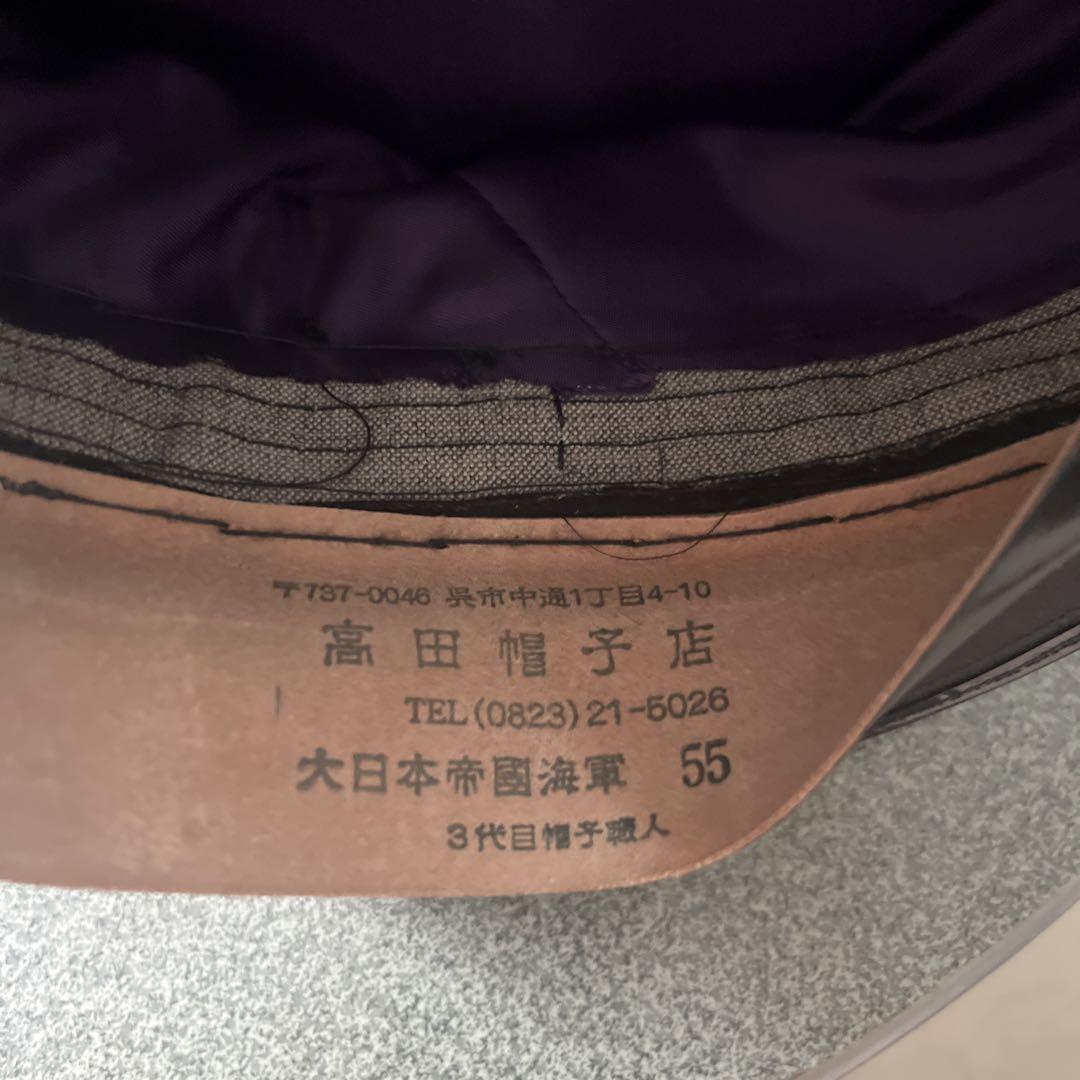 〒737-0046 呉市中通1丁目4-10
高田帽子店
TEL(0823)21-5026
大日本帝國海軍 55
3代目帽子職人